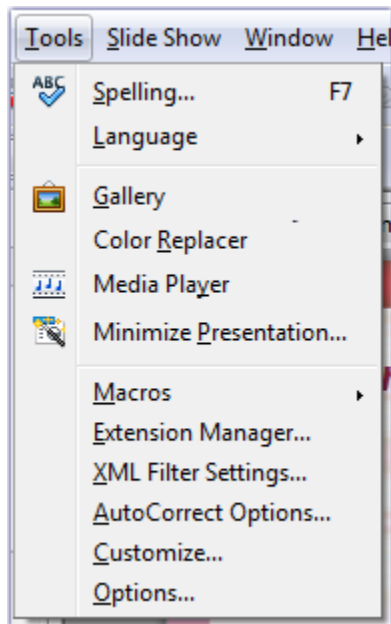 Tools Slide Show Window Hel
ABC Spelling... F7
Language
Gallery
Color Replacer
Media Player
Minimize Presentation...
Macros
Extension Manager...
XML Filter Settings...
AutoCorrect Options...
Customize...
Options...